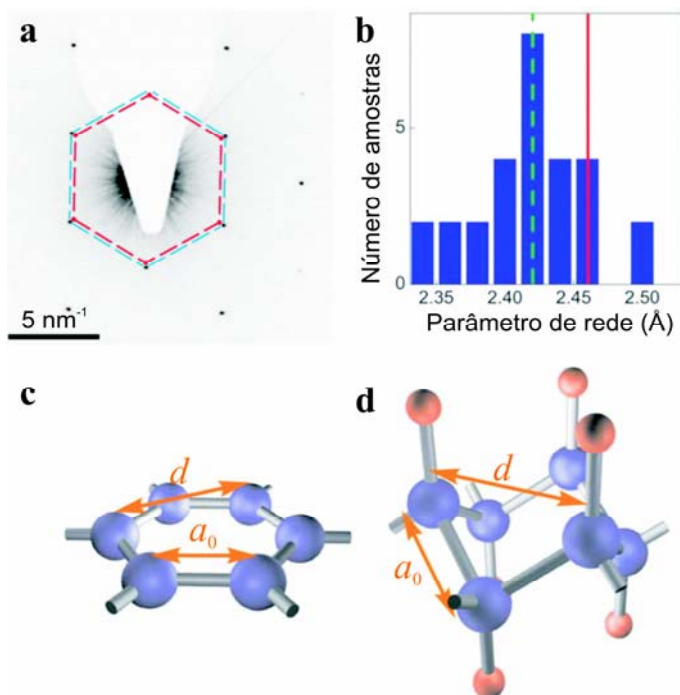 a
5 nm⁻¹
b
Número de amostras
5
0
2.35 2.40 2.45 2.50
Parâmetro de rede (Å)
c
d
a₀
d
d
a₀